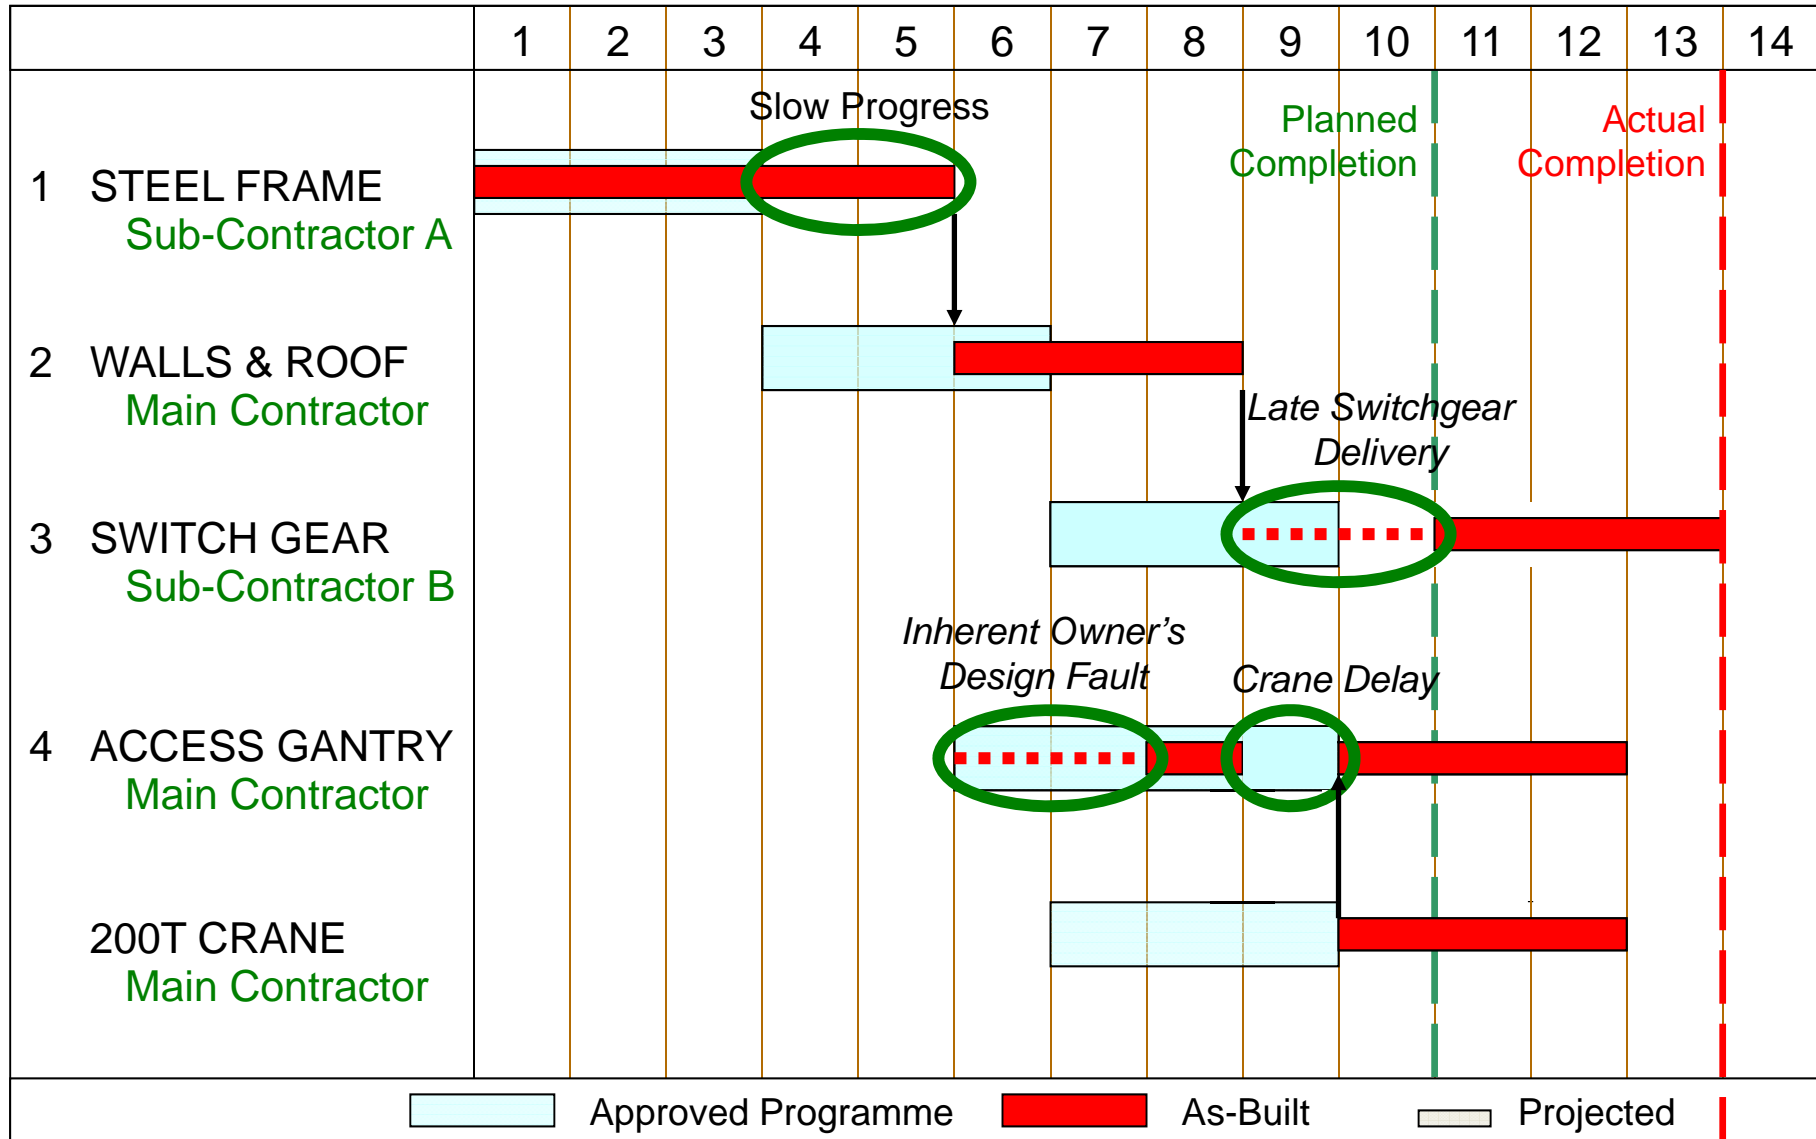 1 2 3 4 5 6 7 8 9 10 11 12 13 14
Slow Progress
Planned
Completion
Actual
Completion
1 STEEL FRAME
Sub-Contractor A
2 WALLS & ROOF
Main Contractor
Late Switchgear
Delivery
3 SWITCH GEAR
Sub-Contractor B
Inherent Owner’s
Design Fault
Crane Delay
4 ACCESS GANTRY
Main Contractor
200T CRANE
Main Contractor
Approved Programme As-Built Projected